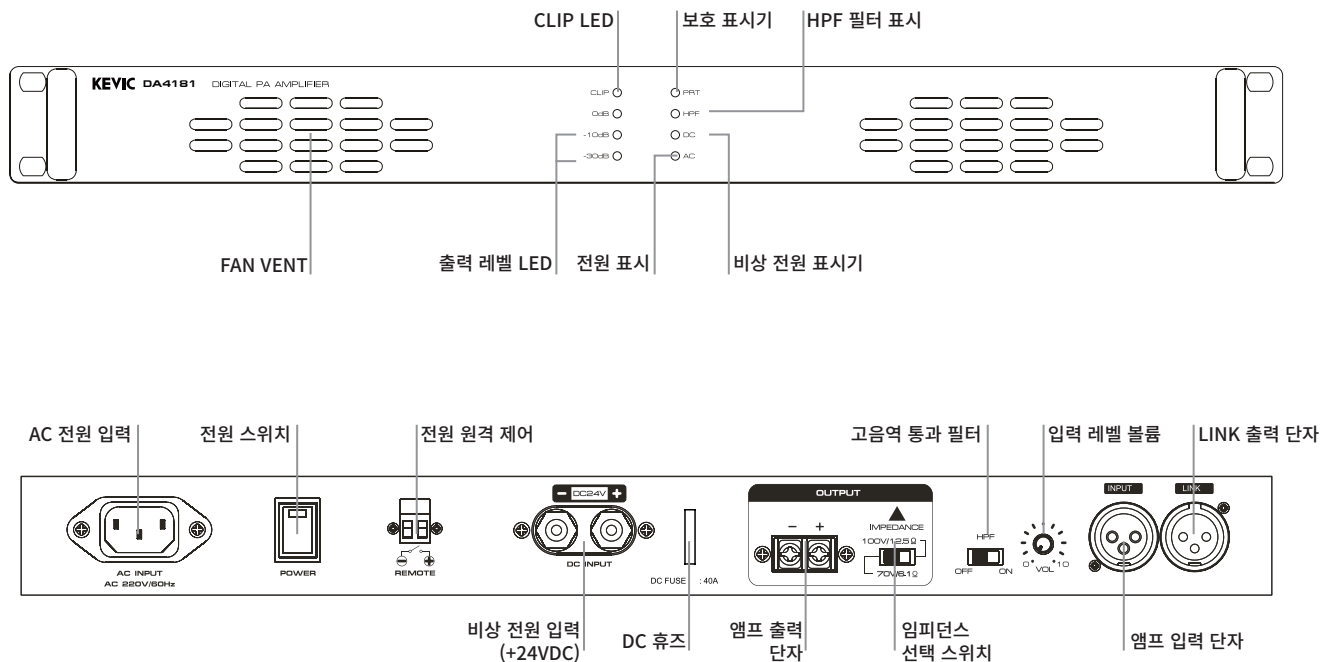 CLIP LED
보호 표시기
HPF 필터 표시
KEVIC DA4181 DIGITAL PA AMPLIFIER
CLIP
PRT
0dB
HPF
-10dB
DC
-30dB
AC
FAN VENT
출력 레벨 LED
전원 표시
비상 전원 표시기
AC 전원 입력
전원 스위치
전원 원격 제어
고음역 통과 필터
입력 레벨 볼륨
LINK 출력 단자
AC INPUT
AC 220V/60Hz
POWER
REMOTE
− DC24V +
DC INPUT
DC FUSE : 40A
OUTPUT
− +
IMPEDANCE
100V/12.5Ω
70V/6.1Ω
HPF
OFF ON
0 VOL 10
INPUT
LINK
비상 전원 입력
(+24VDC)
DC 휴즈
앰프 출력
단자
임피던스
선택 스위치
앰프 입력 단자